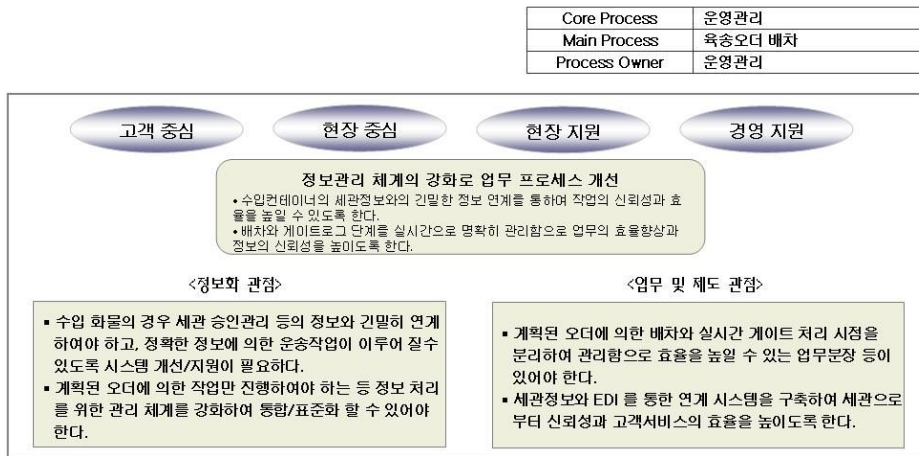 Core Process 운영관리
Main Process 육송오더 배차
Process Owner 운영관리
고객 중심 현장 중심 현장 지원 경영 지원
정보관리 체계의 강화로 업무 프로세스 개선
• 수입컨테이너의 세관정보와의 긴밀한 정보 연계를 통하여 작업의 신뢰성과 효
율을 높일 수 있도록 한다.
• 배차와 게이트로그 단계를 실시간으로 명확히 관리함으로 업무의 효율향상과
정보의 신뢰성을 높이도록 한다.
<정보화 관점>
▪ 수입 화물의 경우 세관 승인관리 등의 정보와 긴밀히 연계
하여야 하고, 정확한 정보에 의한 운송작업이 이루어 질수
있도록 시스템 개선/지원이 필요하다.
▪ 계획된 오더에 의한 작업만 진행하여야 하는 등 정보 처리
를 위한 관리 체계를 강화하여 통합/표준화 할 수 있어야
한다.
<업무 및 제도 관점>
▪ 계획된 오더에 의한 배차와 실시간 게이트 처리 시점을
분리하여 관리함으로 효율을 높일 수 있는 업무분장 등이
있어야 한다.
▪ 세관정보와 EDI 를 통한 연계 시스템을 구축하여 세관으로
부터 신뢰성과 고객서비스의 효율을 높이도록 한다.